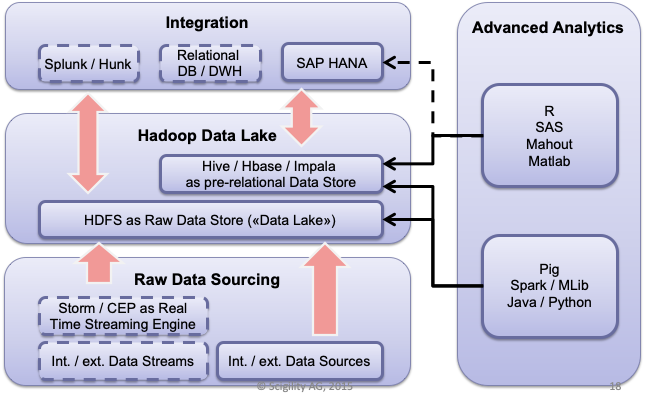 Integration
Splunk / Hunk
Relational
DB / DWH
SAP HANA
Hadoop Data Lake
Hive / Hbase / Impala
as pre-relational Data Store
HDFS as Raw Data Store («Data Lake»)
Raw Data Sourcing
Storm / CEP as Real
Time Streaming Engine
Int. / ext. Data Streams
Int. / ext. Data Sources
Advanced Analytics
R
SAS
Mahout
Matlab
Pig
Spark / MLib
Java / Python
© Scigility AG, 2015
18